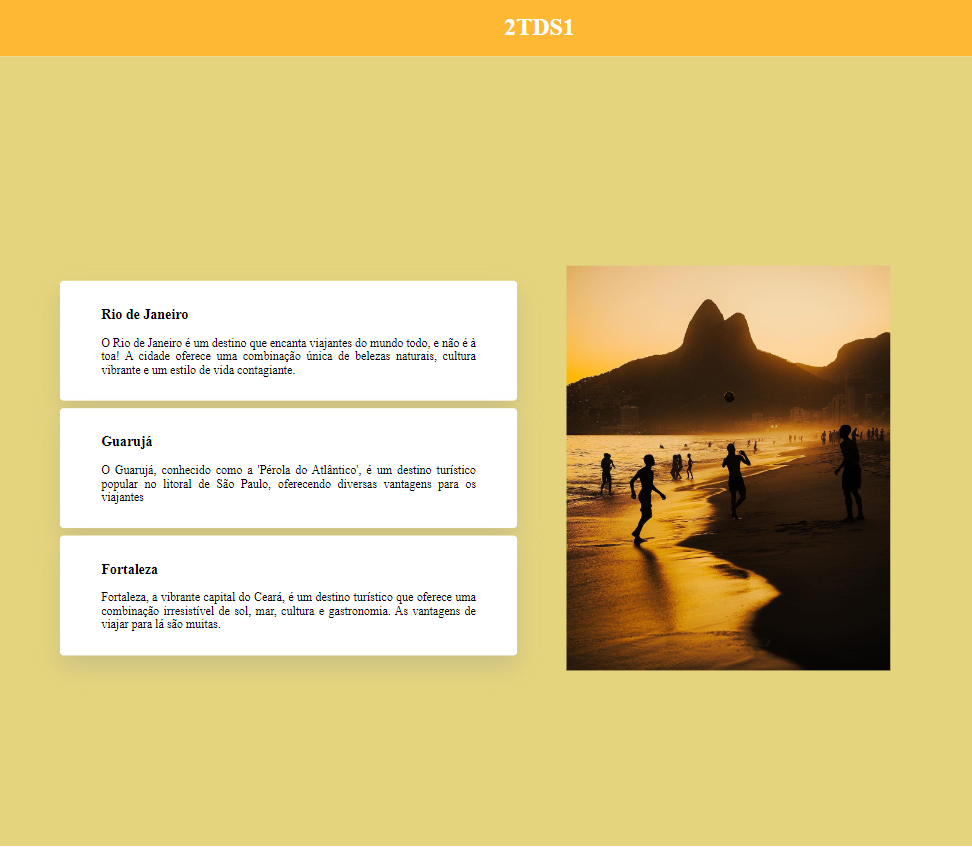 2TDS1
Rio de Janeiro
O Rio de Janeiro é um destino que encanta viajantes do mundo todo, e não é à
toa! A cidade oferece uma combinação única de belezas naturais, cultura
vibrante e um estilo de vida contagiante.
Guarujá
O Guarujá, conhecido como a 'Pérola do Atlântico', é um destino turístico
popular no litoral de São Paulo, oferecendo diversas vantagens para os
viajantes
Fortaleza
Fortaleza, a vibrante capital do Ceará, é um destino turístico que oferece uma
combinação irresistível de sol, mar, cultura e gastronomia. As vantagens de
viajar para lá são muitas.